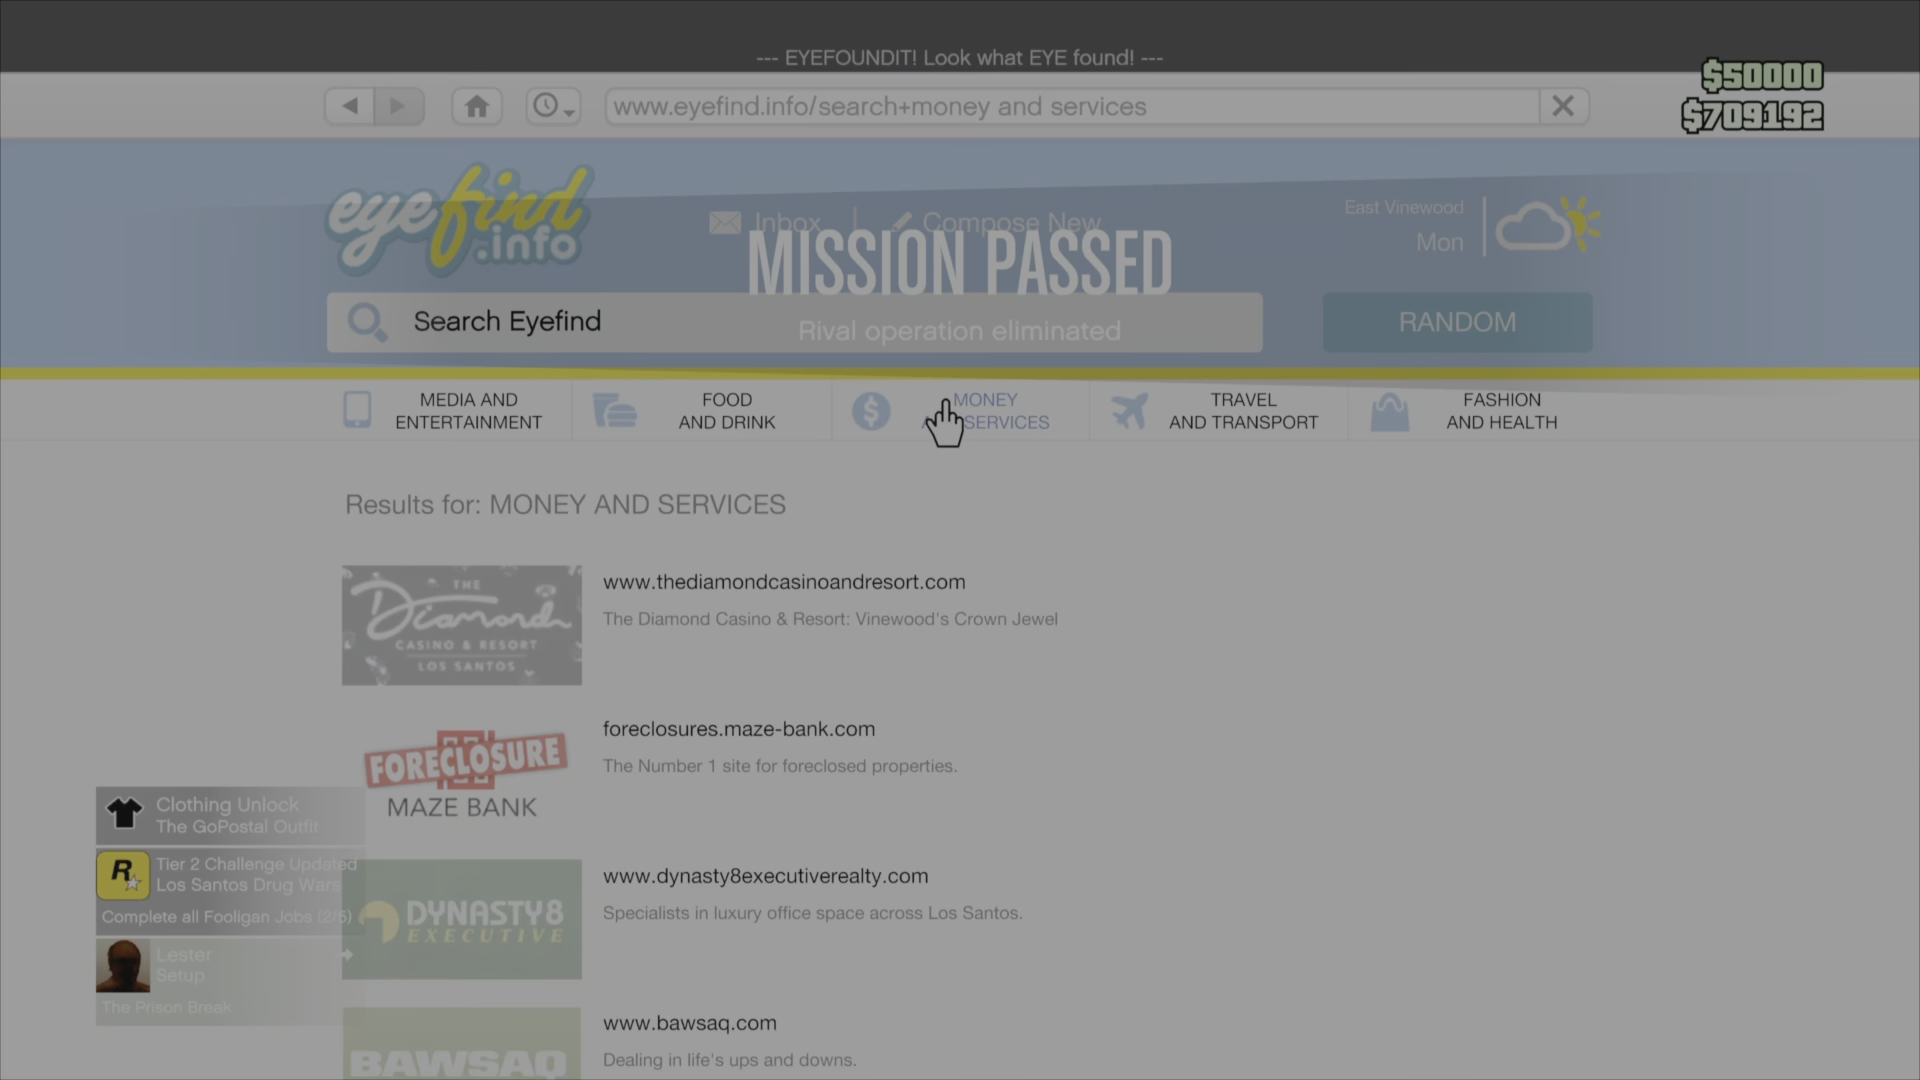 --- EYEFOUNDIT! Look what EYE found! ---
$50000
www.eyefind.info/search+money and services
$709192
eyefind
.info
Inbox
Compose New
East Vinewood
Mon
MISSION PASSED
Search Eyefind
Rival operation eliminated
RANDOM
MEDIA AND
ENTERTAINMENT
FOOD
AND DRINK
MONEY
SERVICES
TRAVEL
AND TRANSPORT
FASHION
AND HEALTH
Results for: MONEY AND SERVICES
THE
Diamond
CASINO & RESORT
LOS SANTOS
www.thediamondcasinoandresort.com
The Diamond Casino & Resort: Vinewood's Crown Jewel
FORECLOSURE
MAZE BANK
foreclosures.maze-bank.com
The Number 1 site for foreclosed properties.
Clothing Unlock
The GoPostal Outfit
R
Tier 2 Challenge Updated
Los Santos Drug Wars
Complete all Fooligan Jobs (2/5)
DYNASTY8
EXECUTIVE
www.dynasty8executiverealty.com
Specialists in luxury office space across Los Santos.
Lester
Setup
The Prison Break
BAWSAQ
www.bawsaq.com
Dealing in life's ups and downs.